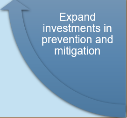 Expand
investments in
prevention and
mitigation